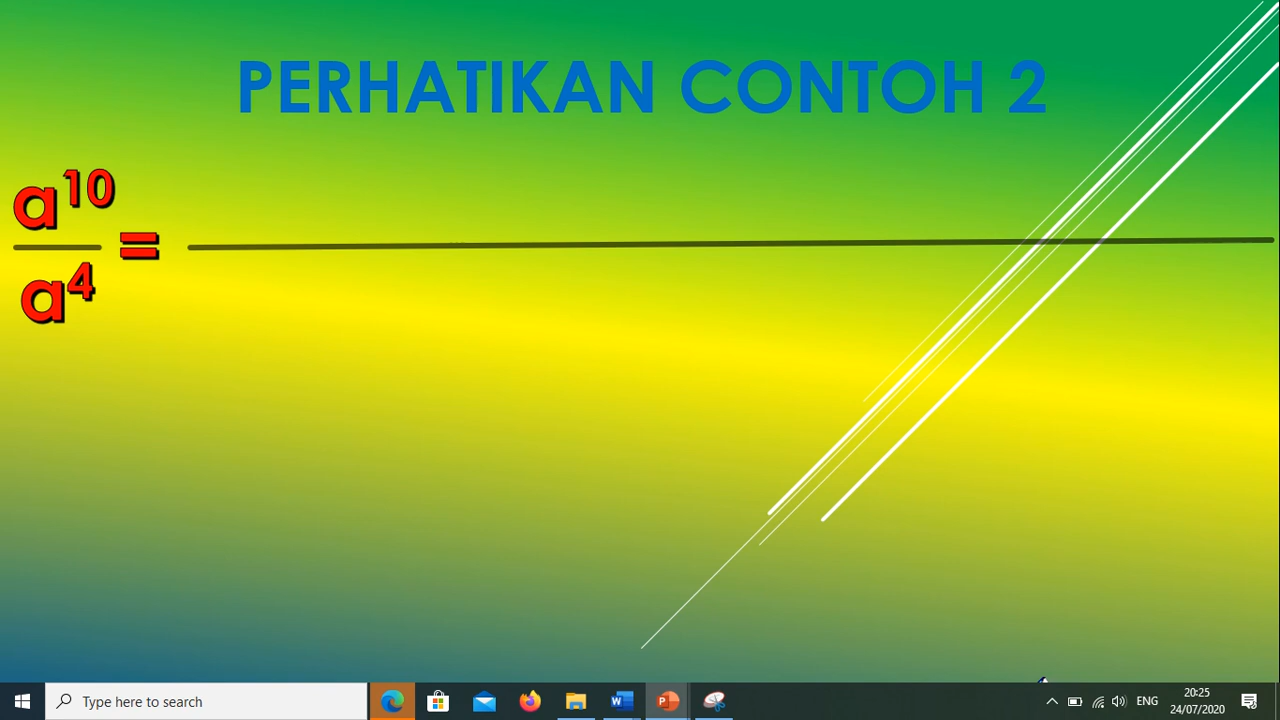 PERHATIKAN CONTOH 2
a¹⁰
=
a⁴
Type here to search
ENG
20:25
24/07/2020